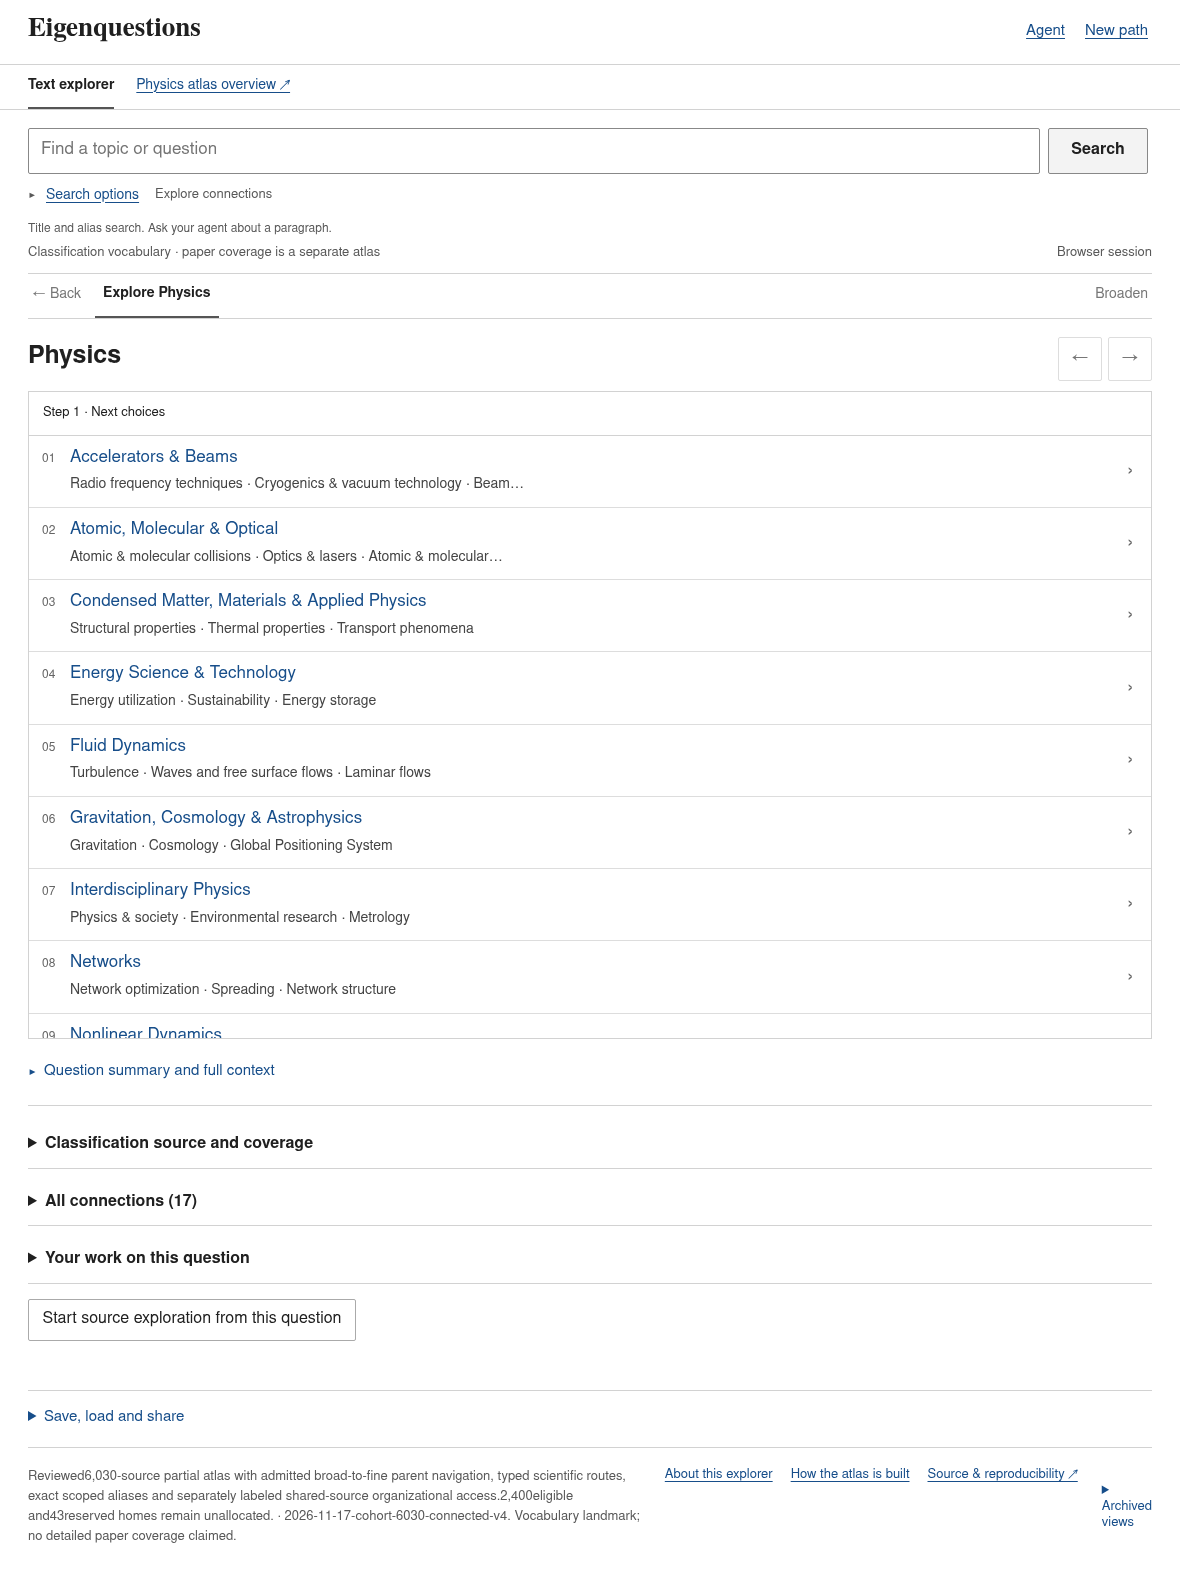 Eigenquestions
Agent New path
Text explorer Physics atlas overview ↗
Find a topic or question Search
▸ Search options Explore connections
Title and alias search. Ask your agent about a paragraph.
Classification vocabulary · paper coverage is a separate atlas Browser session
← Back Explore Physics Broaden
Physics ← →
Step 1 · Next choices
01 Accelerators & Beams
Radio frequency techniques · Cryogenics & vacuum technology · Beam… ›
02 Atomic, Molecular & Optical
Atomic & molecular collisions · Optics & lasers · Atomic & molecular… ›
03 Condensed Matter, Materials & Applied Physics
Structural properties · Thermal properties · Transport phenomena ›
04 Energy Science & Technology
Energy utilization · Sustainability · Energy storage ›
05 Fluid Dynamics
Turbulence · Waves and free surface flows · Laminar flows ›
06 Gravitation, Cosmology & Astrophysics
Gravitation · Cosmology · Global Positioning System ›
07 Interdisciplinary Physics
Physics & society · Environmental research · Metrology ›
08 Networks
Network optimization · Spreading · Network structure ›
09 Nonlinear Dynamics
▸ Question summary and full context
▶ Classification source and coverage
▶ All connections (17)
▶ Your work on this question
Start source exploration from this question
▶ Save, load and share
Reviewed6,030-source partial atlas with admitted broad-to-fine parent navigation, typed scientific routes,
exact scoped aliases and separately labeled shared-source organizational access.2,400eligible
and43reserved homes remain unallocated. · 2026-11-17-cohort-6030-connected-v4. Vocabulary landmark;
no detailed paper coverage claimed.
About this explorer How the atlas is built Source & reproducibility ↗
▶
Archived
views